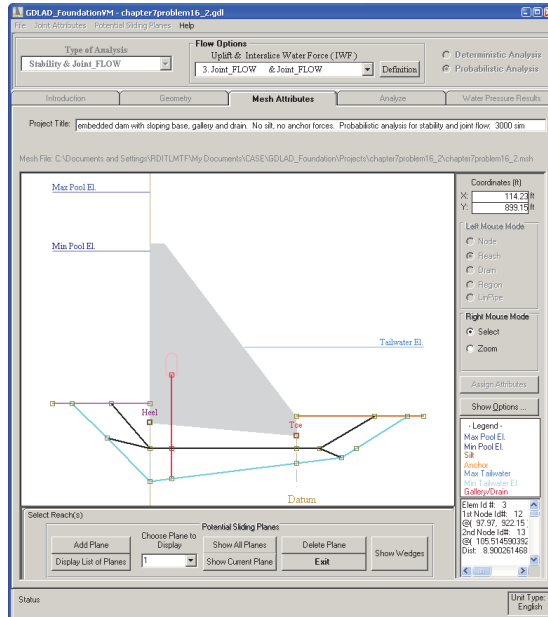 GDLAD_FoundationVM - chapter7problem16_2.gdl
File Joint Attributes Potential Sliding Planes Help
Type of Analysis
Stability & Joint_FLOW
Flow Options
Uplift & Interslice Water Force ( IWF )
3. Joint_FLOW & Joint_FLOW
Definition
Deterministic Analysis
Probabilistic Analysis
Introduction Geometry Mesh Attributes Analyze Water Pressure Results
Project Title: embedded dam with sloping base, gallery and drain. No silt, no anchor forces. Probabilistic analysis for stability and joint flow: 3000 sim
Mesh File: C:\Documents and Settings\RDITLMTF\My Documents\CASE\GDLAD_Foundation\Projects\chapter7problem16_2\chapter7problem16_2.msh
Max Pool El.
Min Pool El.
Tailwater El.
Heel
Toe
Datum
Coordinates (ft)
X: 114.23 ft
Y: 899.15 ft
Left Mouse Mode
Node
Reach
Drain
Region
LinPipe
Right Mouse Mode
Select
Zoom
Assign Attributes
Show Options ...
- Legend -
Max Pool El.
Min Pool El.
Silt
Anchor
Max Tailwater
Min Tailwater El.
Gallery/Drain
Elem Id #: 3
1st Node Id#: 12
@( 97.97, 922.15
2nd Node Id#: 13
@( 105.514590392
Dist: 8.900261468
Select Reach(s)
Potential Sliding Planes
Add Plane
Display List of Planes
Choose Plane to
Display
1
Show All Planes
Show Current Plane
Delete Plane
Exit
Show Wedges
Status
Unit Type:
English